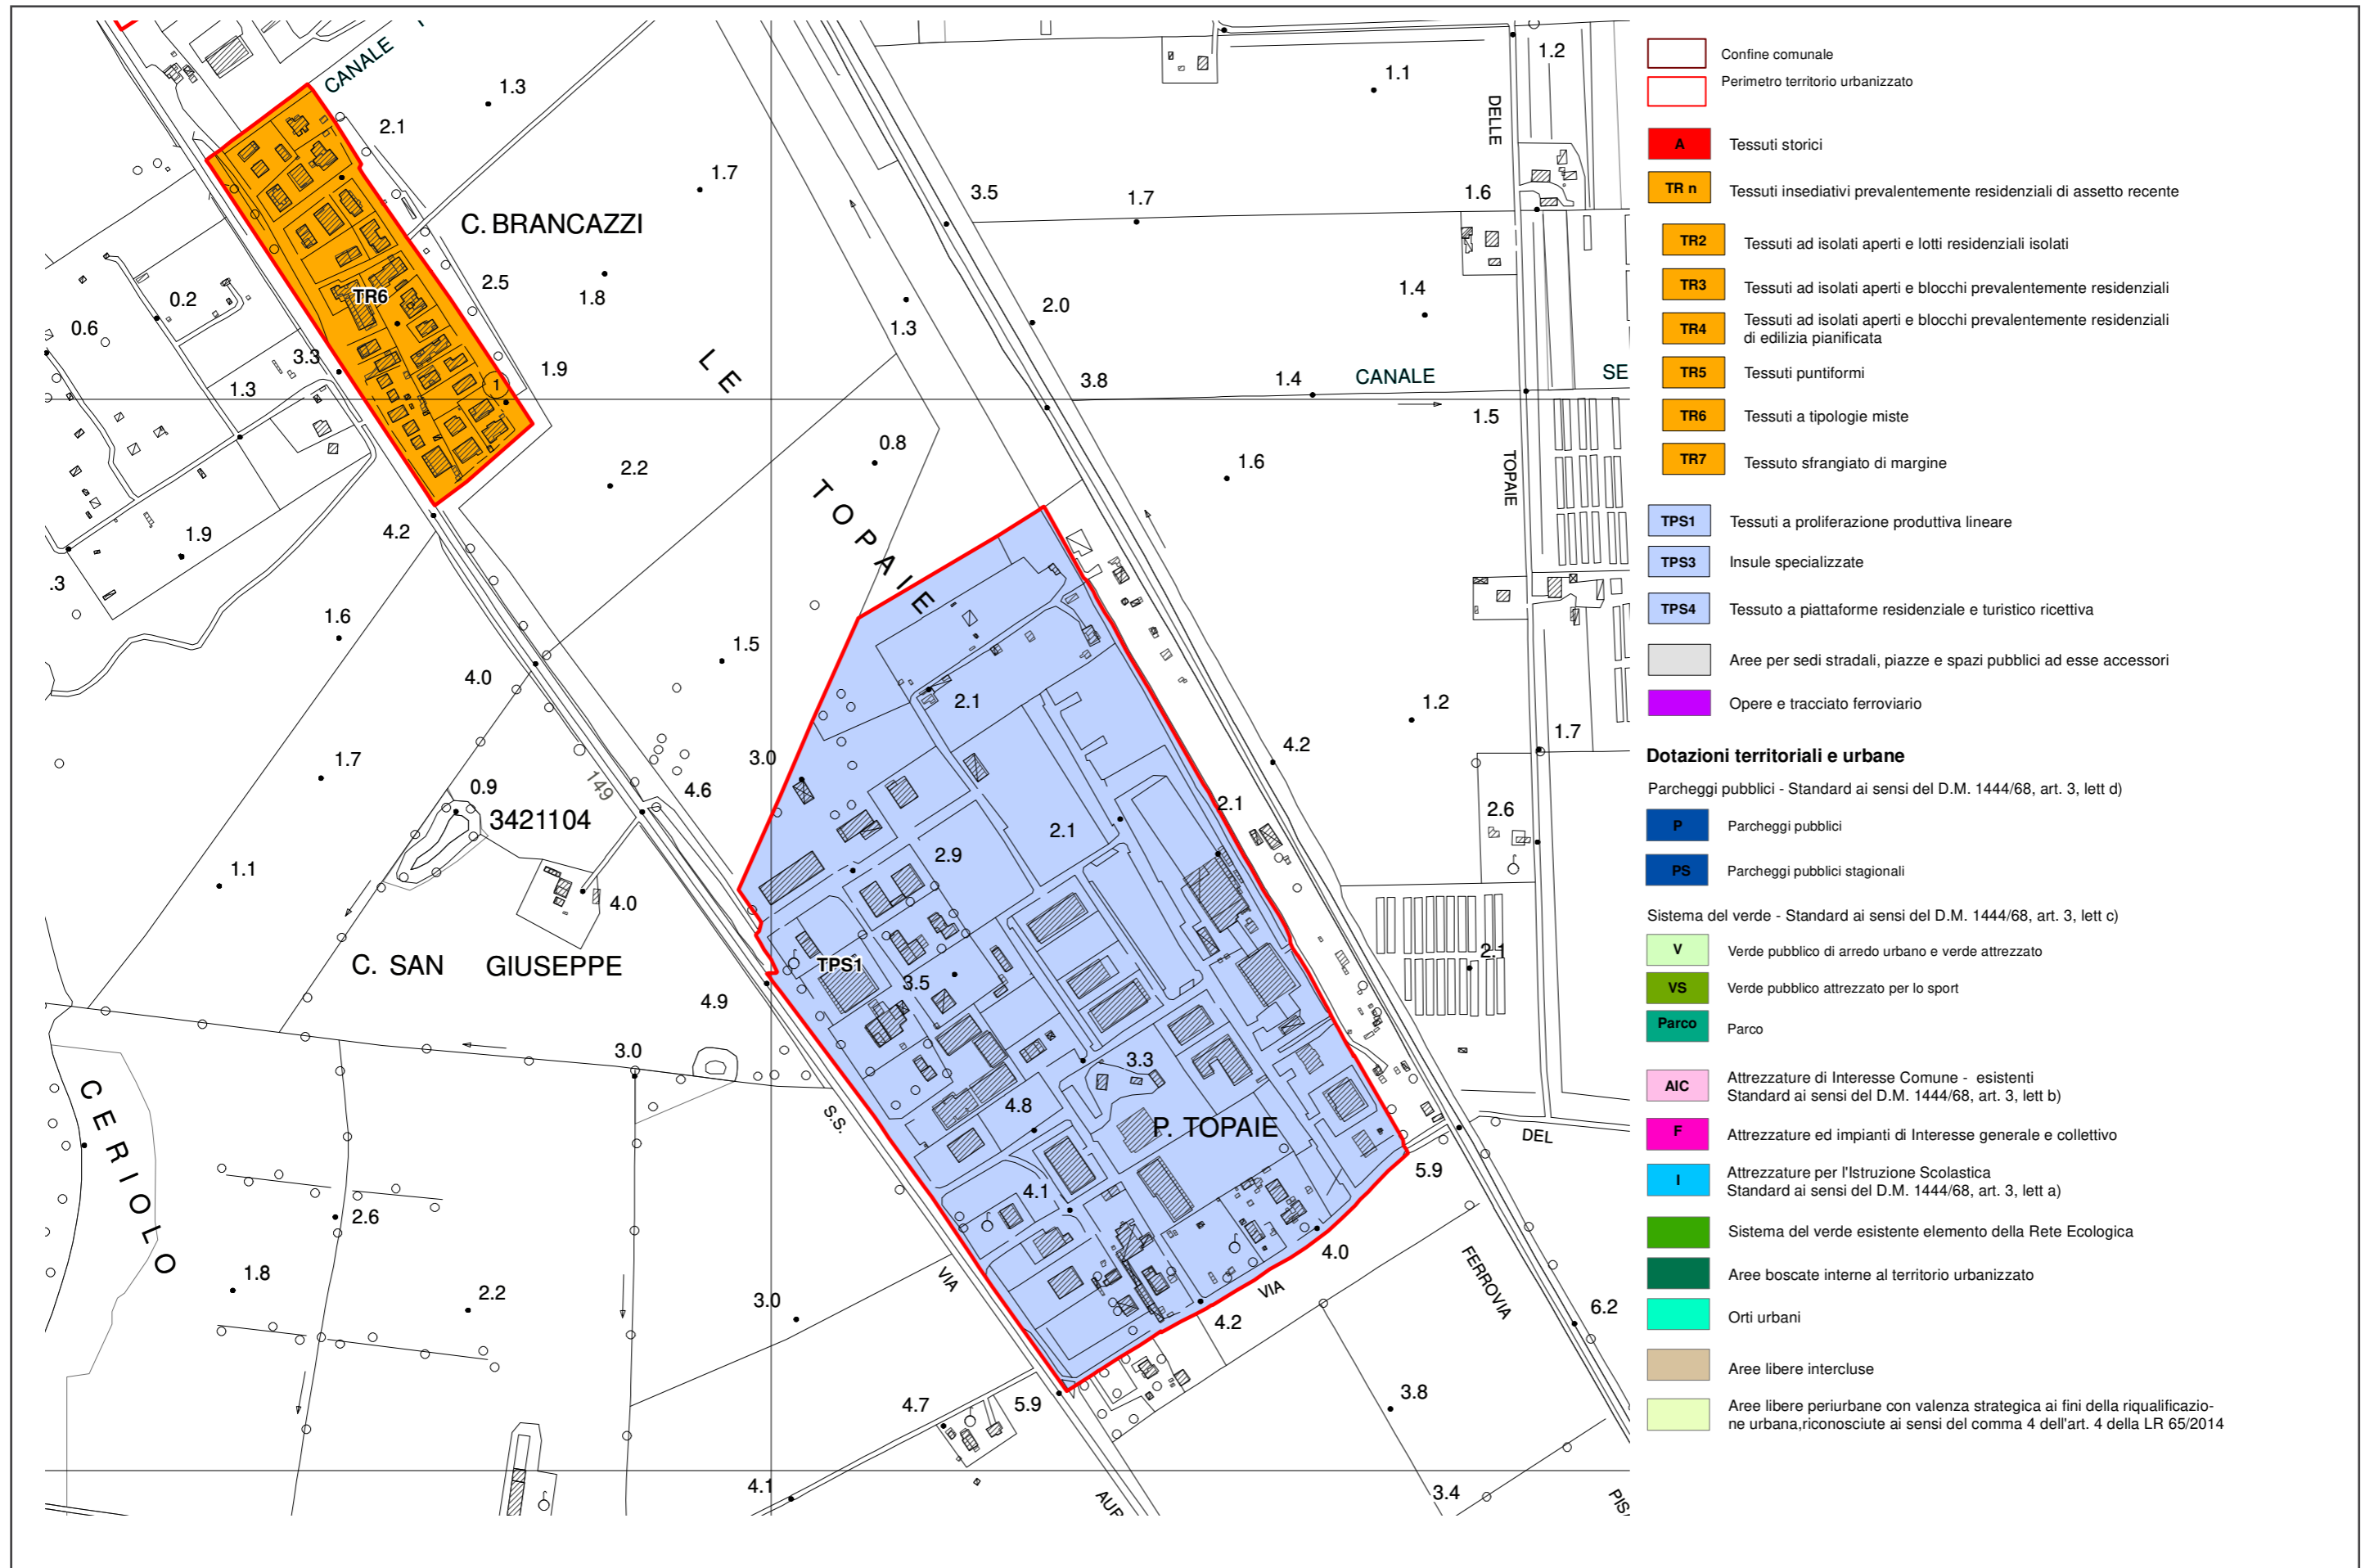 CANALE
1.3
2.1
1.7
C. BRANCAZZI
2.5
1.8
0.2
0.6
3.3
1.3
1.9
TR6
1
4.2
1.9
.3
2.2
1.6
4.0
1.5
0.8
LE
TOPAIE
1.3
1.1
1.2
DELLE
3.5
1.7
1.6
2.0
1.4
3.8
1.4
CANALE
SE
1.5
TOPAIE
1.6
2.1
3.0
4.6
1.7
0.9
149
3421104
1.1
4.0
C. SAN GIUSEPPE
4.9
2.9
2.1
2.1
4.2
1.2
1.7
2.6
2.1
TPS1
3.5
3.0
S.S.
CERIOLO
4.8
3.3
P. TOPAIE
4.1
5.9
DEL
2.6
1.8
2.2
3.0
VIA
4.0
VIA
4.2
FERROVIA
6.2
3.8
4.7
5.9
4.1
AUR
3.4
PIS
Confine comunale
Perimetro territorio urbanizzato
A Tessuti storici
TR n Tessuti insediativi prevalentemente residenziali di assetto recente
TR2 Tessuti ad isolati aperti e lotti residenziali isolati
TR3 Tessuti ad isolati aperti e blocchi prevalentemente residenziali
TR4 Tessuti ad isolati aperti e blocchi prevalentemente residenziali
di edilizia pianificata
TR5 Tessuti puntiformi
TR6 Tessuti a tipologie miste
TR7 Tessuto sfrangiato di margine
TPS1 Tessuti a proliferazione produttiva lineare
TPS3 Insule specializzate
TPS4 Tessuto a piattaforme residenziale e turistico ricettiva
Aree per sedi stradali, piazze e spazi pubblici ad esse accessori
Opere e tracciato ferroviario
Dotazioni territoriali e urbane
Parcheggi pubblici - Standard ai sensi del D.M. 1444/68, art. 3, lett d)
P Parcheggi pubblici
PS Parcheggi pubblici stagionali
Sistema del verde - Standard ai sensi del D.M. 1444/68, art. 3, lett c)
V Verde pubblico di arredo urbano e verde attrezzato
VS Verde pubblico attrezzato per lo sport
Parco Parco
AIC Attrezzature di Interesse Comune - esistenti
Standard ai sensi del D.M. 1444/68, art. 3, lett b)
F Attrezzature ed impianti di Interesse generale e collettivo
I Attrezzature per l'Istruzione Scolastica
Standard ai sensi del D.M. 1444/68, art. 3, lett a)
Sistema del verde esistente elemento della Rete Ecologica
Aree boscate interne al territorio urbanizzato
Orti urbani
Aree libere intercluse
Aree libere periurbane con valenza strategica ai fini della riqualificazio-
ne urbana,riconosciute ai sensi del comma 4 dell'art. 4 della LR 65/2014